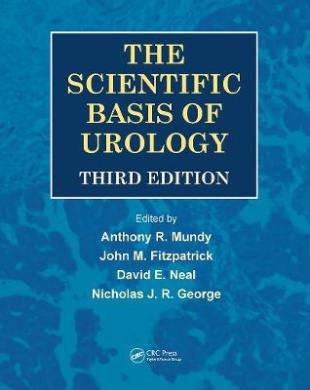 THE
SCIENTIFIC
BASIS OF
UROLOGY
THIRD EDITION
Edited by
Anthony R. Mundy
John M. Fitzpatrick
David E. Neal
Nicholas J. R. George
CRC Press
Taylor & Francis Group